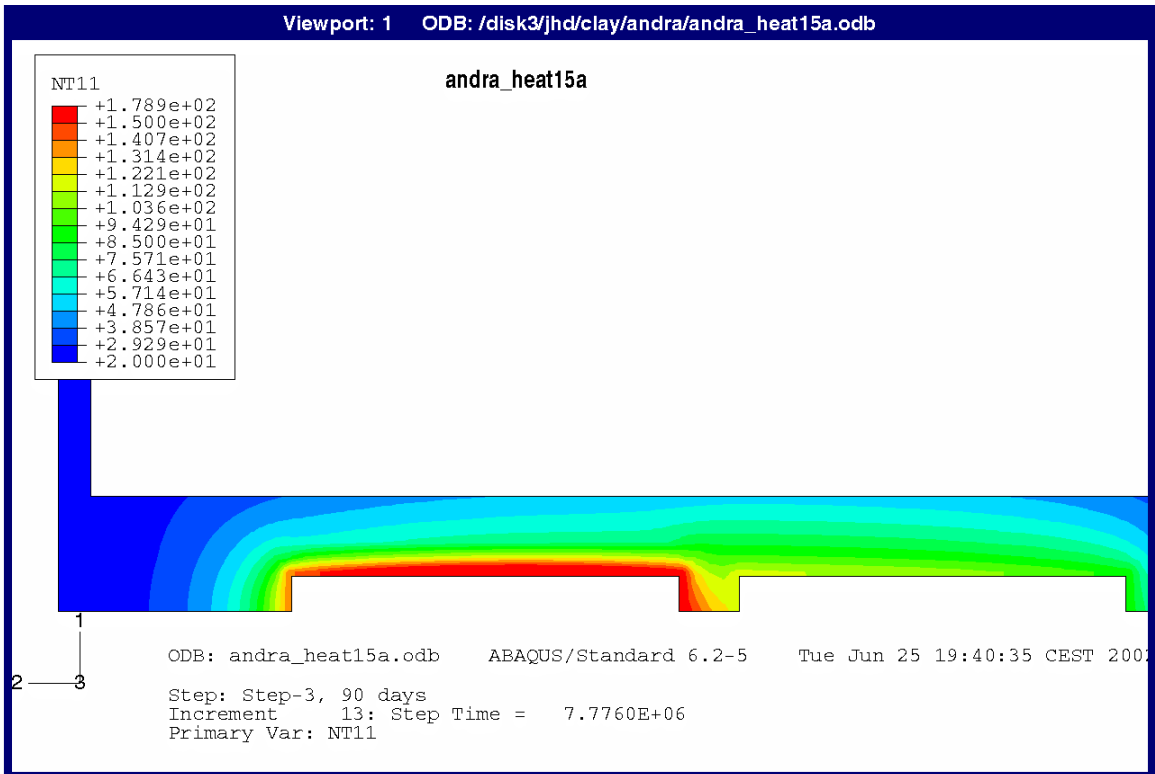 Viewport: 1 ODB: /disk3/jhd/clay/andra/andra_heat15a.odb
andra_heat15a
NT11
+1.789e+02
+1.500e+02
+1.407e+02
+1.314e+02
+1.221e+02
+1.129e+02
+1.036e+02
+9.429e+01
+8.500e+01
+7.571e+01
+6.643e+01
+5.714e+01
+4.786e+01
+3.857e+01
+2.929e+01
+2.000e+01
1
2
3
ODB: andra_heat15a.odb ABAQUS/Standard 6.2-5 Tue Jun 25 19:40:35 CEST 2002
Step: Step-3, 90 days
Increment 13: Step Time = 7.7760E+06
Primary Var: NT11